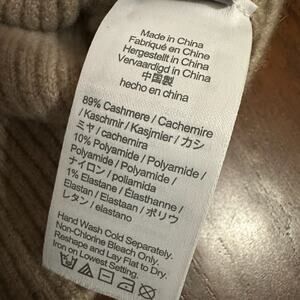 Made in China
Fabriqué en Chine
Hergestellt in China
Vervaardigd in China
中国製
hecho en china
89% Cashmere / Cachemire
/ Kaschmir / Kasjmier / カシ
ミヤ / cachemira
10% Polyamide / Polyamide /
Polyamide / Polyamide /
ナイロン / poliamida
1% Elastane / Élasthanne /
Elastan / Elastaan / ポリウ
レタン / elastano
Hand Wash Cold Separately.
Non-Chlorine Bleach Only.
Reshape and Lay Flat to Dry.
Iron on Lowest Setting.